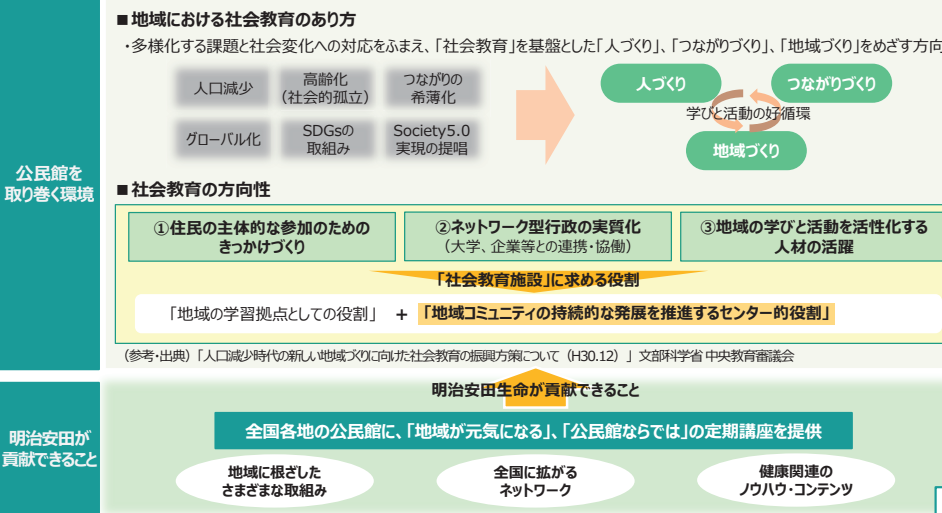 ■地域における社会教育のあり方
・多様化する課題と社会変化への対応をふまえ、「社会教育」を基盤とした「人づくり」、「つながりづくり」、「地域づくり」をめざす方向
人口減少
高齢化
(社会的孤立)
つながりの
希薄化
グローバル化
SDGsの
取組み
Society5.0
実現の提唱
人づくり
つながりづくり
学びと活動の好循環
地域づくり
公民館を
取り巻く環境
■社会教育の方向性
①住民の主体的な参加のための
きっかけづくり
②ネットワーク型行政の実質化
(大学、企業等との連携・協働)
③地域の学びと活動を活性化する
人材の活躍
「社会教育施設」に求める役割
「地域の学習拠点としての役割」 + 「地域コミュニティの持続的な発展を推進するセンター的役割」
(参考・出典)「人口減少時代の新しい地域づくりに向けた社会教育の振興方策について(H30.12)」文部科学省 中央教育審議会
明治安田が
貢献できること
明治安田生命が貢献できること
全国各地の公民館に、「地域が元気になる」、「公民館ならでは」の定期講座を提供
地域に根ざした
さまざまな取組み
全国に拡がる
ネットワーク
健康関連の
ノウハウ・コンテンツ